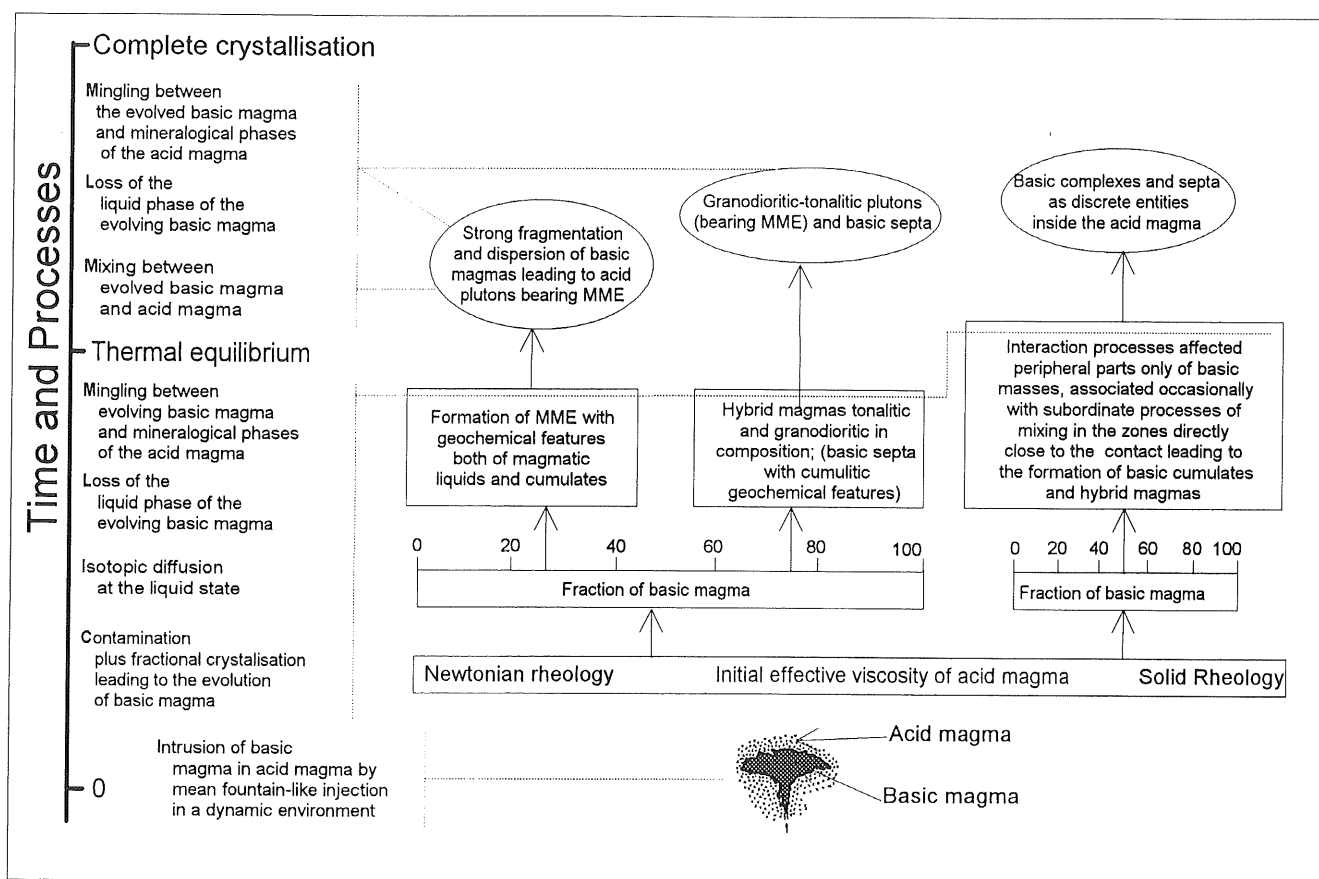 Complete crystallisation
Mingling between
the evolved basic magma
and mineralogical phases
of the acid magma
Loss of the
liquid phase of the
evolving basic magma
Mixing between
evolved basic magma
and acid magma
Thermal equilibrium
Mingling between
evolving basic magma
and mineralogical phases
of the acid magma
Loss of the
liquid phase of the
evolving basic magma
Isotopic diffusion
at the liquid state
Contamination
plus fractional crystalisation
leading to the evolution
of basic magma
Intrusion of basic
magma in acid magma by
mean fountain-like injection
in a dynamic environment
0
Time and Processes
Strong fragmentation
and dispersion of basic
magmas leading to acid
plutons bearing MME
Granodioritic-tonalitic plutons
(bearing MME) and basic septa
Basic complexes and septa
as discrete entities
inside the acid magma
Formation of MME with
geochemical features
both of magmatic
liquids and cumulates
Hybrid magmas tonalitic
and granodioritic in
composition; (basic septa
with cumulitic
geochemical features)
Interaction processes affected
peripheral parts only of basic
masses, associated occasionally
with subordinate processes of
mixing in the zones directly
close to the contact leading to
the formation of basic cumulates
and hybrid magmas
0 20 40 60 80 100
Fraction of basic magma
0 20 40 60 80 100
Fraction of basic magma
Newtonian rheology Initial effective viscosity of acid magma Solid Rheology
Acid magma
Basic magma